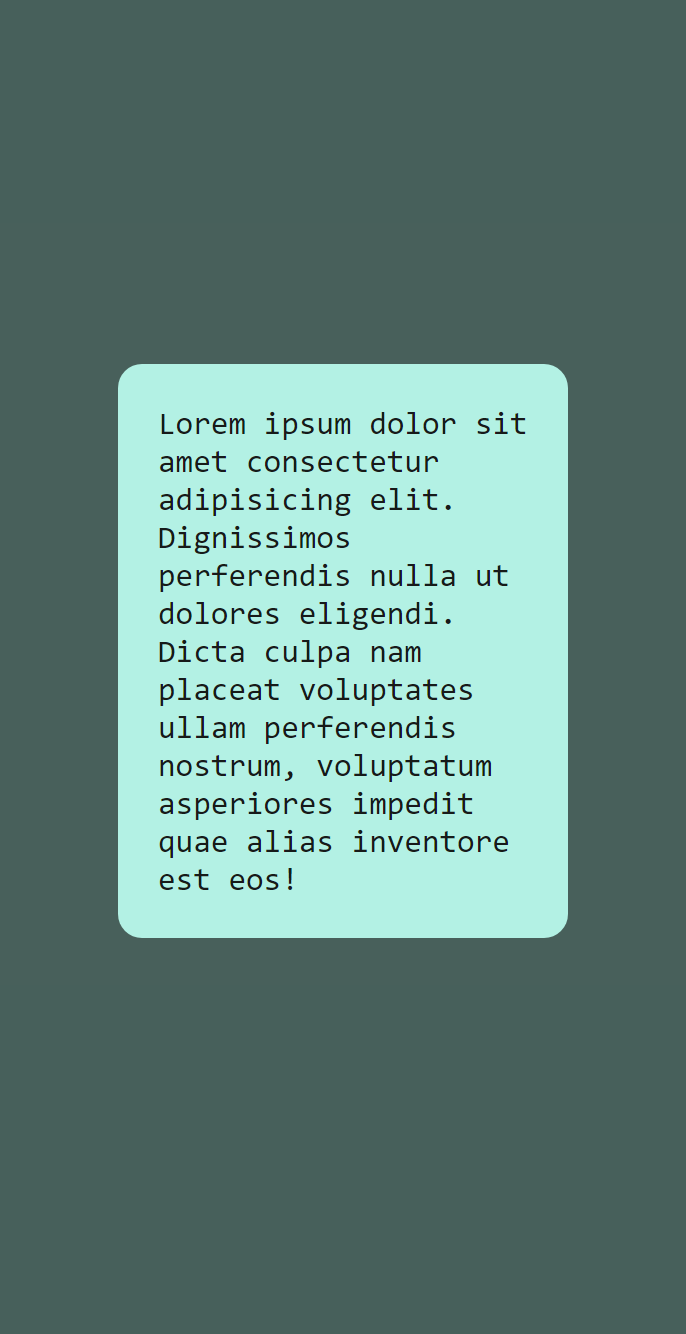 Lorem ipsum dolor sit
amet consectetur
adipisicing elit.
Dignissimos
perferendis nulla ut
dolores eligendi.
Dicta culpa nam
placeat voluptates
ullam perferendis
nostrum, voluptatum
asperiores impedit
quae alias inventore
est eos!